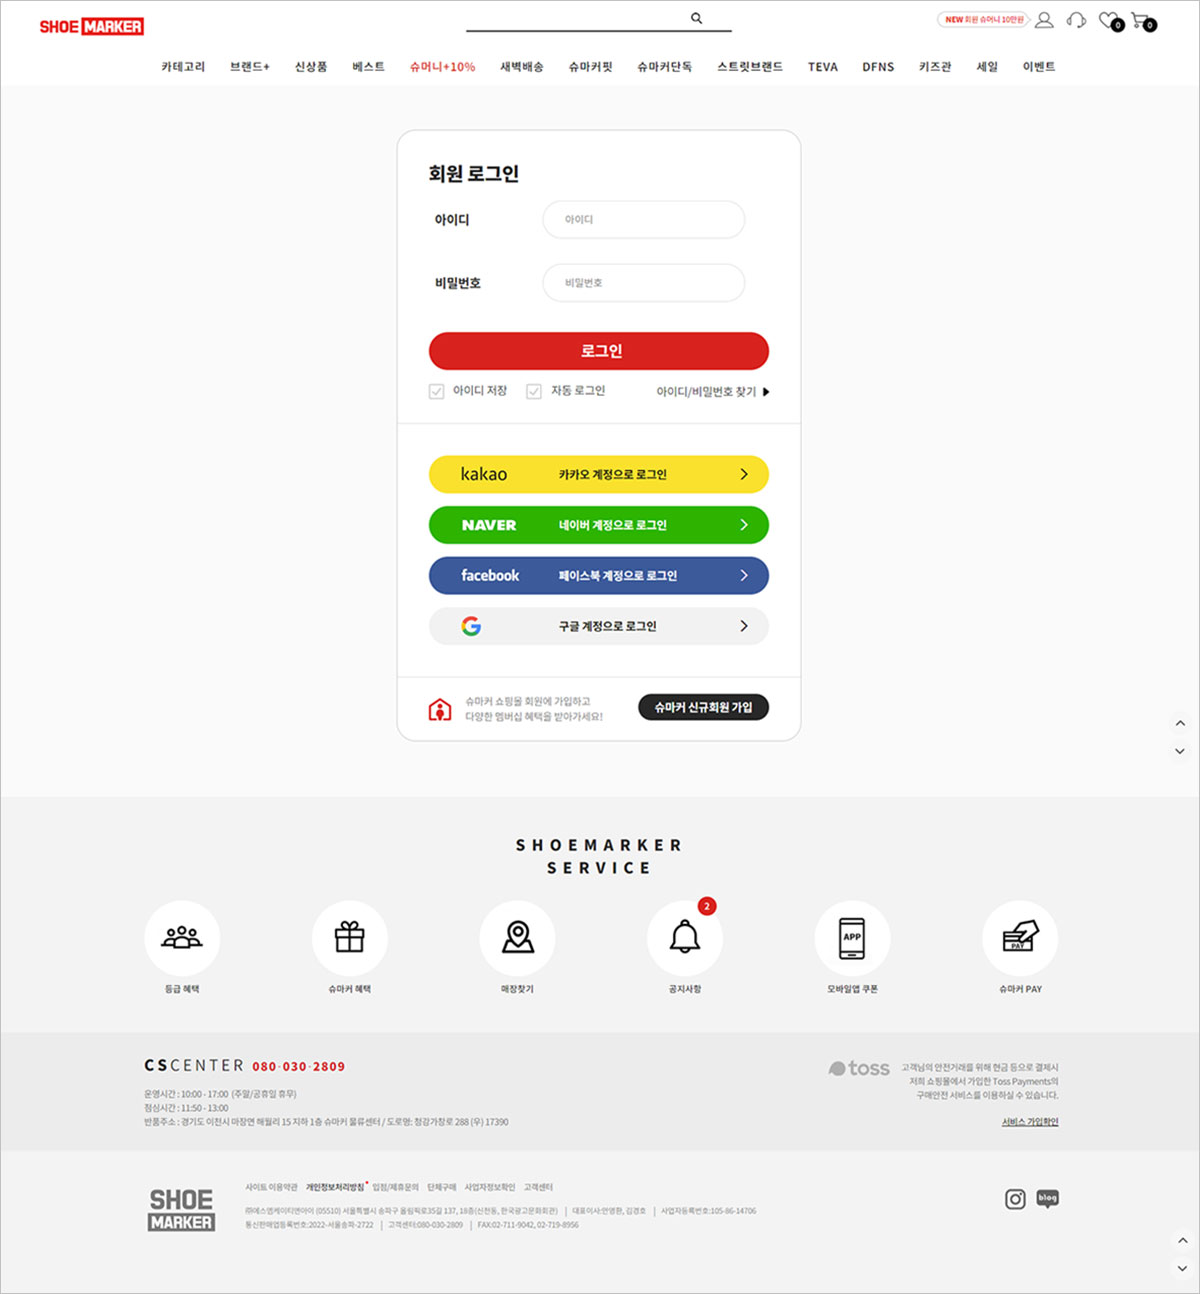 SHOE MARKER
NEW 회원 슈머니 10만원
0
0
카테고리 브랜드+ 신상품 베스트 슈머니+10% 새벽배송 슈마커핏 슈마커단독 스트릿브랜드 TEVA DFNS 키즈관 세일 이벤트
회원 로그인
아이디 아이디
비밀번호 비밀번호
로그인
아이디 저장 자동 로그인 아이디/비밀번호 찾기
kakao 카카오 계정으로 로그인
NAVER 네이버 계정으로 로그인
facebook 페이스북 계정으로 로그인
G 구글 계정으로 로그인
슈마커 쇼핑몰 회원에 가입하고
다양한 멤버십 혜택을 받아가세요!
슈마커 신규회원 가입
SHOEMARKER
SERVICE
2
APP
PAY
등급 혜택 슈마커 혜택 매장찾기 공지사항 모바일앱 쿠폰 슈마커 PAY
CSCENTER 080-030-2809
운영시간 : 10:00 - 17:00 (주말/공휴일 휴무)
점심시간 : 11:50 - 13:00
반품주소 : 경기도 이천시 마장면 해월리 15 지하 1층 슈마커 물류센터 / 도로명: 청강가창로 288 (우) 17390
toss
고객님의 안전거래를 위해 현금 등으로 결제시
저희 쇼핑몰에서 가입한 Toss Payments의
구매안전 서비스를 이용하실 수 있습니다.
서비스 가입확인
SHOE
MARKER
사이트 이용약관 개인정보처리방침 입점/제휴문의 단체구매 사업자정보확인 고객센터
㈜에스엠케이티앤아이 (05510) 서울특별시 송파구 올림픽로35길 137, 18층(신천동, 한국광고문화회관) | 대표이사:안영환, 김경호 | 사업자등록번호:105-86-14706
통신판매업등록번호:2022-서울송파-2722 | 고객센터:080-030-2809 | FAX:02-711-9042, 02-719-8956
blog